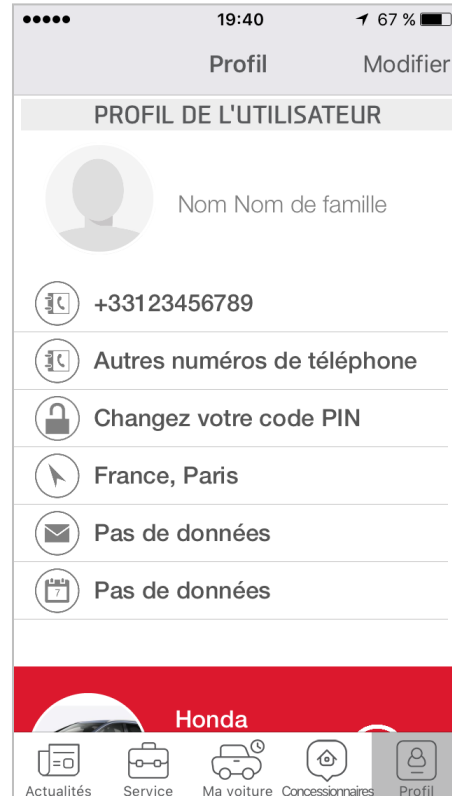 19:40 67 %
Profil Modifier
PROFIL DE L'UTILISATEUR
Nom Nom de famille
+33123456789
Autres numéros de téléphone
Changez votre code PIN
France, Paris
Pas de données
7 Pas de données
Honda
Actualités Service Ma voiture Concessionnaires Profil